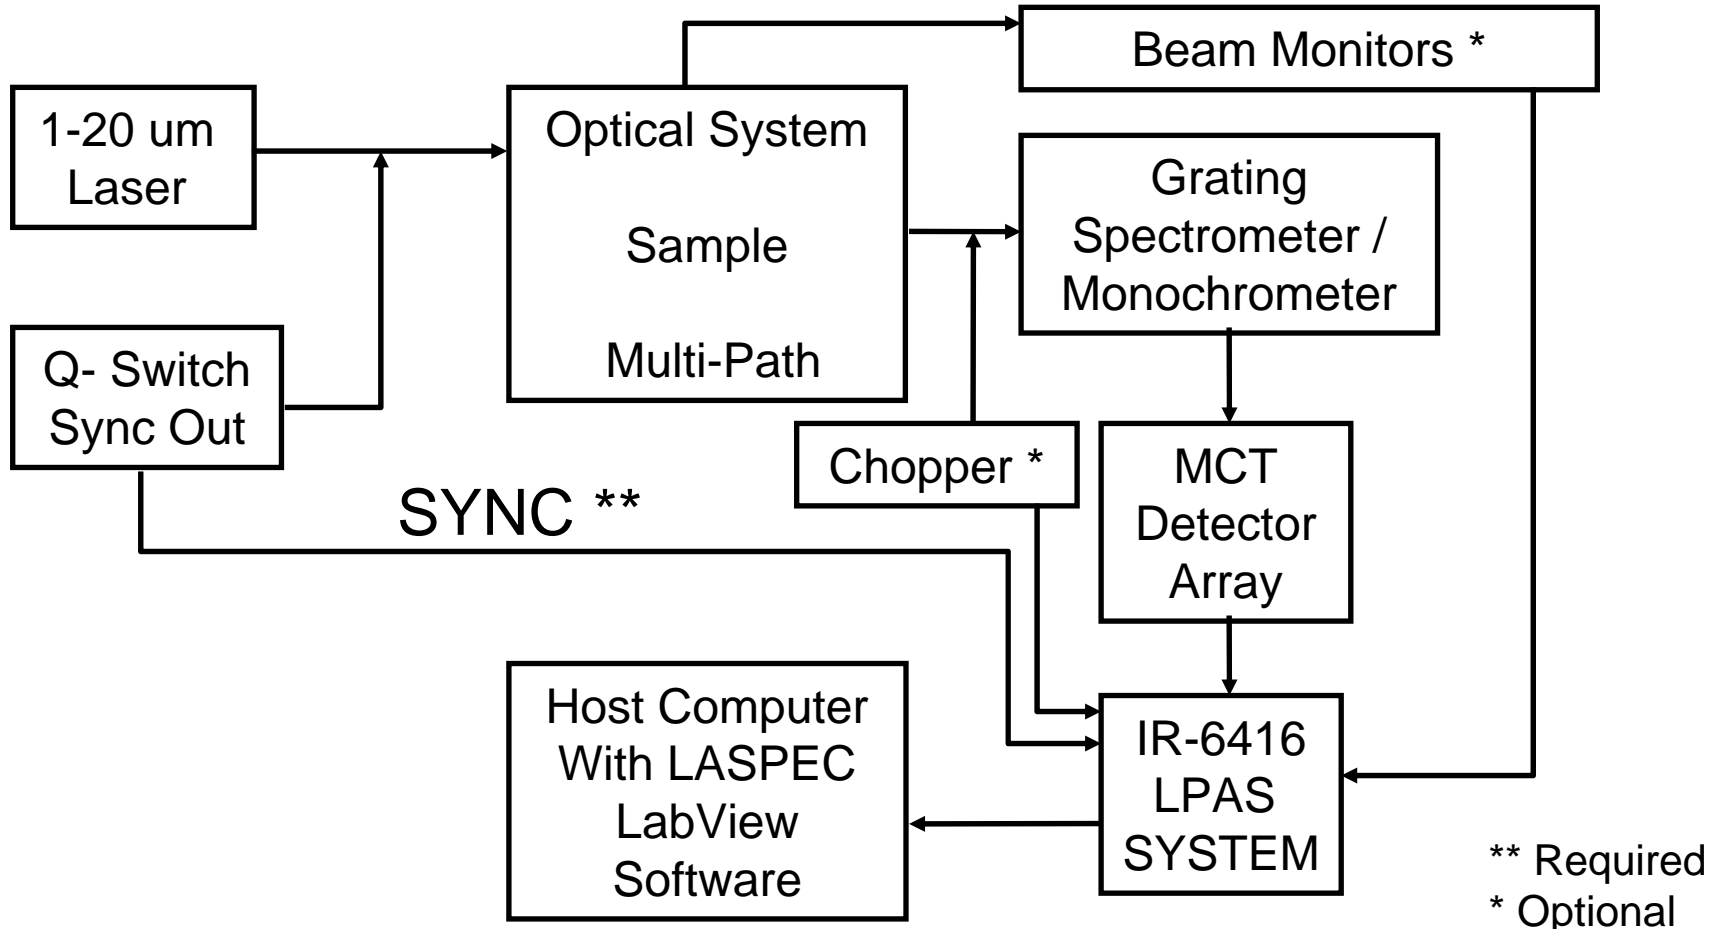 Beam Monitors *
1-20 um
Laser
Optical System
Sample
Multi-Path
Grating
Spectrometer /
Monochrometer
Q- Switch
Sync Out
Chopper *
MCT
Detector
Array
SYNC **
Host Computer
With LASPEC
LabView
Software
IR-6416
LPAS
SYSTEM
** Required
* Optional